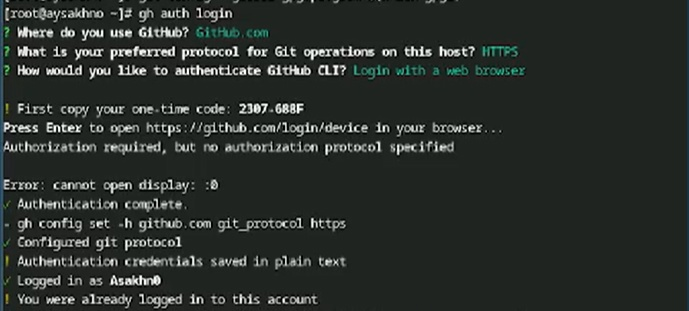 [root@aysakhno ~]# gh auth login
? Where do you use GitHub? GitHub.com
? What is your preferred protocol for Git operations on this host? HTTPS
? How would you like to authenticate GitHub CLI? Login with a web browser
! First copy your one-time code: 2307-688F
Press Enter to open https://github.com/login/device in your browser...
Authorization required, but no authorization protocol specified
Error: cannot open display: :0
✓ Authentication complete.
- gh config set -h github.com git_protocol https
✓ Configured git protocol
! Authentication credentials saved in plain text
✓ Logged in as Asakhn0
! You were already logged in to this account